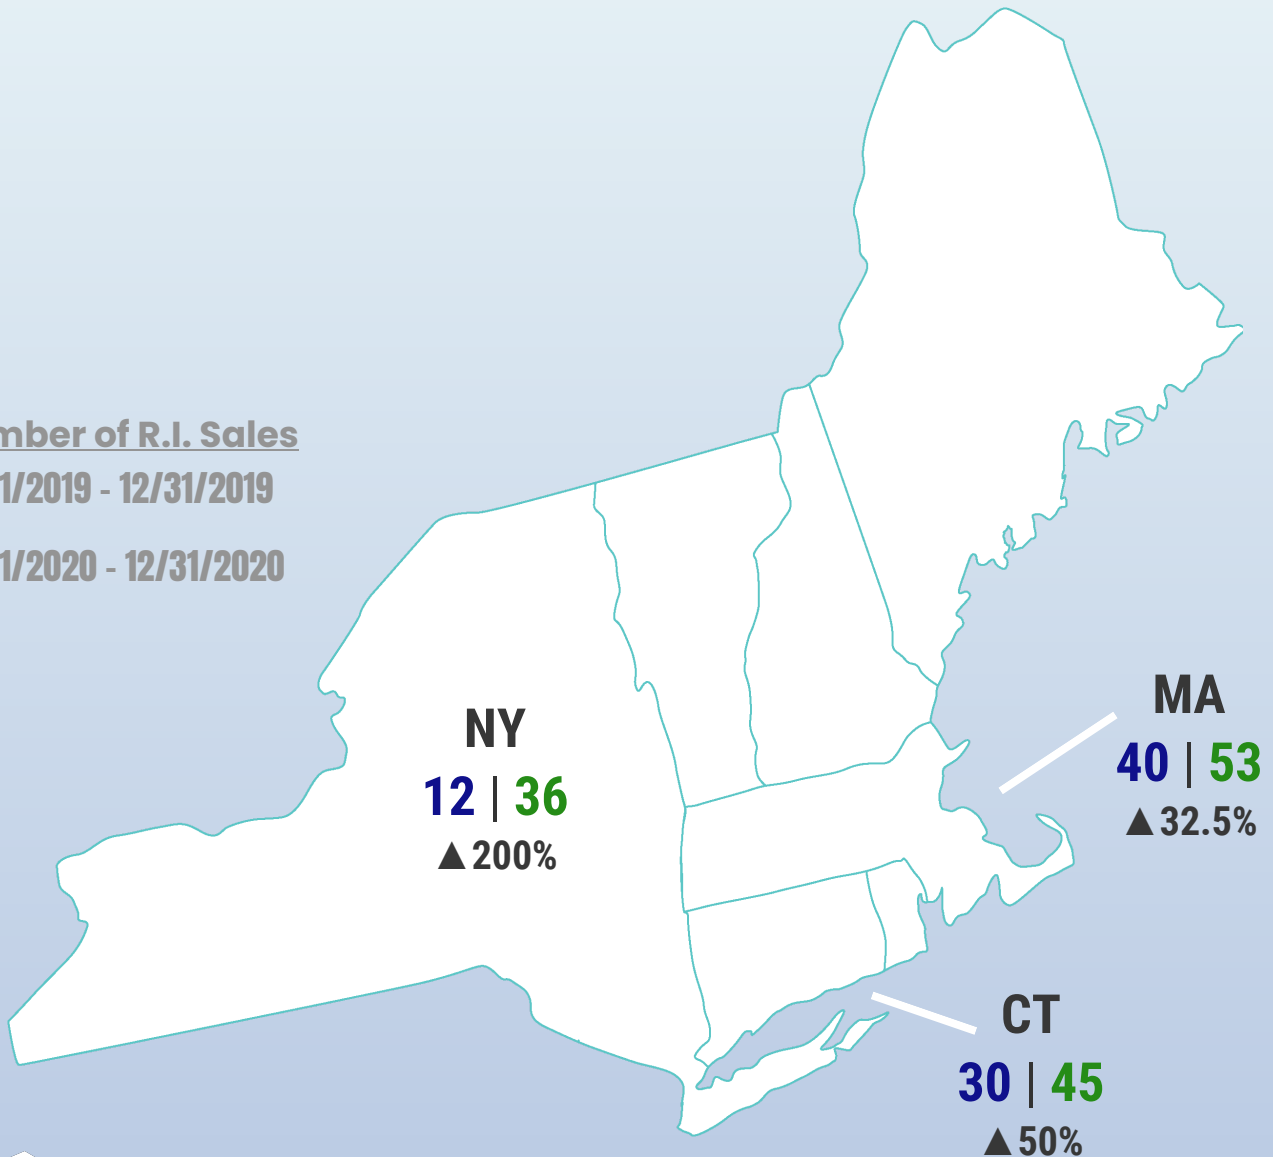 mber of R.I. Sales
1/2019 - 12/31/2019
1/2020 - 12/31/2020
NY
12 | 36
▲200%
MA
40 | 53
▲32.5%
CT
30 | 45
▲50%